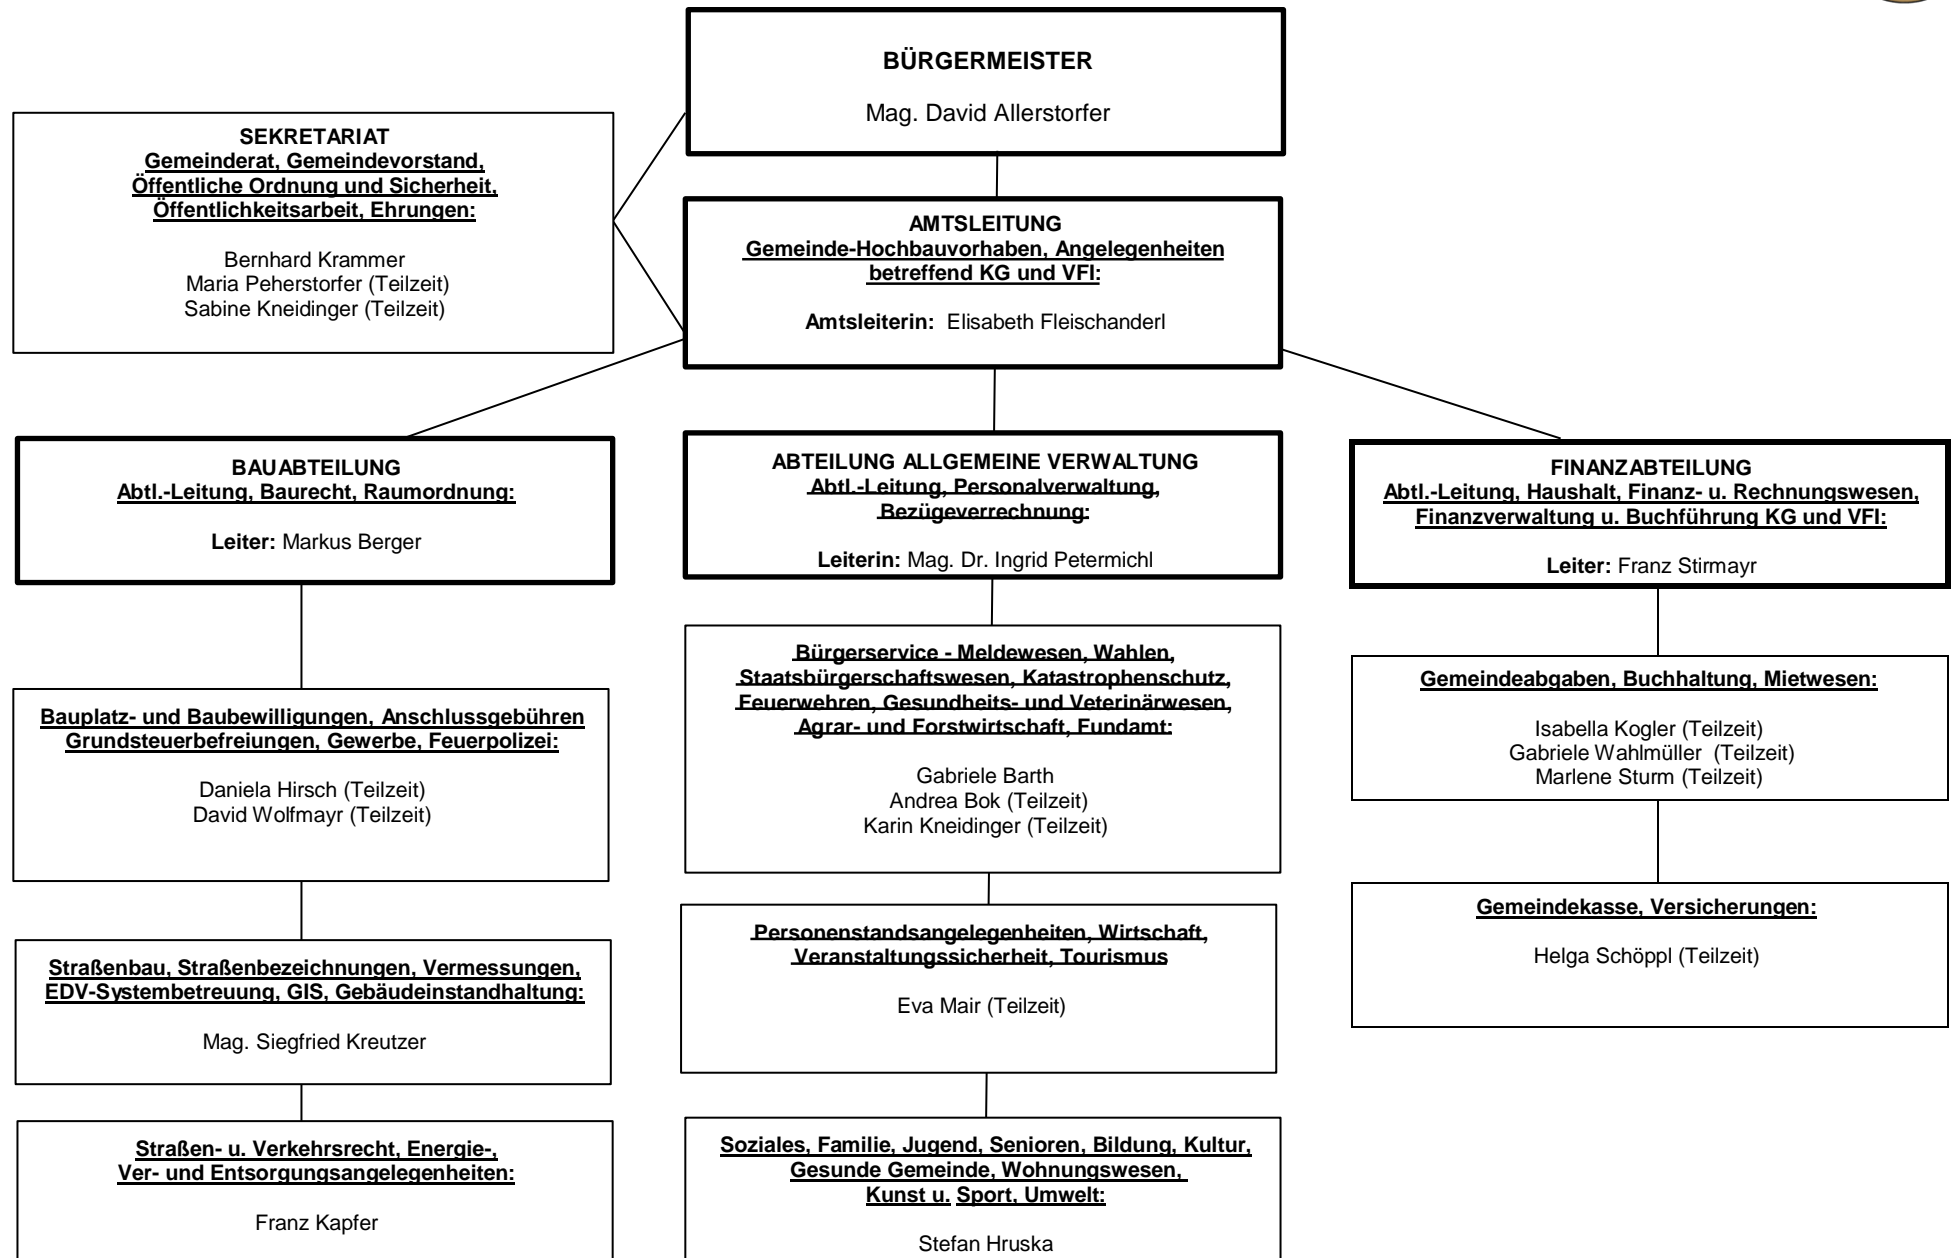 BÜRGERMEISTER
Mag. David Allerstorfer
SEKRETARIAT
Gemeinderat, Gemeindevorstand,
Öffentliche Ordnung und Sicherheit,
Öffentlichkeitsarbeit, Ehrungen:
Bernhard Krammer
Maria Peherstorfer (Teilzeit)
Sabine Kneidinger (Teilzeit)
AMTSLEITUNG
Gemeinde-Hochbauvorhaben, Angelegenheiten
betreffend KG und VFI:
Amtsleiterin: Elisabeth Fleischanderl
BAUABTEILUNG
Abtl.-Leitung, Baurecht, Raumordnung:
Leiter: Markus Berger
Bauplatz- und Baubewilligungen, Anschlussgebühren
Grundsteuerbefreiungen, Gewerbe, Feuerpolizei:
Daniela Hirsch (Teilzeit)
David Wolfmayr (Teilzeit)
Straßenbau, Straßenbezeichnungen, Vermessungen,
EDV-Systembetreuung, GIS, Gebäudeinstandhaltung:
Mag. Siegfried Kreutzer
Straßen- u. Verkehrsrecht, Energie-,
Ver- und Entsorgungsangelegenheiten:
Franz Kapfer
ABTEILUNG ALLGEMEINE VERWALTUNG
Abtl.-Leitung, Personalverwaltung,
Bezügeverrechnung:
Leiterin: Mag. Dr. Ingrid Petermichl
Bürgerservice - Meldewesen, Wahlen,
Staatsbürgerschaftswesen, Katastrophenschutz,
Feuerwehren, Gesundheits- und Veterinärwesen,
Agrar- und Forstwirtschaft, Fundamt:
Gabriele Barth
Andrea Bok (Teilzeit)
Karin Kneidinger (Teilzeit)
Personenstandsangelegenheiten, Wirtschaft,
Veranstaltungssicherheit, Tourismus
Eva Mair (Teilzeit)
Soziales, Familie, Jugend, Senioren, Bildung, Kultur,
Gesunde Gemeinde, Wohnungswesen,
Kunst u. Sport, Umwelt:
Stefan Hruska
FINANZABTEILUNG
Abtl.-Leitung, Haushalt, Finanz- u. Rechnungswesen,
Finanzverwaltung u. Buchführung KG und VFI:
Leiter: Franz Stirmayr
Gemeindeabgaben, Buchhaltung, Mietwesen:
Isabella Kogler (Teilzeit)
Gabriele Wahlmüller (Teilzeit)
Marlene Sturm (Teilzeit)
Gemeindekasse, Versicherungen:
Helga Schöppl (Teilzeit)